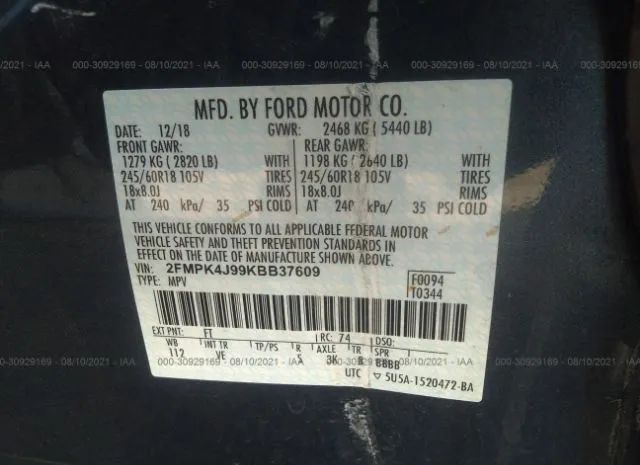 000-30929169 - 08/10/2021 - IAA
MFD. BY FORD MOTOR CO.
DATE: 12/18 GVWR: 2468 KG ( 5440 LB)
FRONT GAWR: REAR GAWR:
1279 KG ( 2820 LB) WITH 1198 KG ( 2640 LB) WITH
245/60R18 105V TIRES 245/60R18 105V TIRES
18x8.0J RIMS 18x8.0J RIMS
AT 240 kPa/ 35 PSI COLD AT 240 kPa/ 35 PSI COLD
THIS VEHICLE CONFORMS TO ALL APPLICABLE FEDERAL MOTOR
VEHICLE SAFETY AND THEFT PREVENTION STANDARDS IN
EFFECT ON THE DATE OF MANUFACTURE SHOWN ABOVE.
VIN: 2FMPK4J99KBB37609
TYPE: MPV
F0094
T0344
EXT PNT: FT RC: 74 DSO:
WB INT TR TP/PS R AXLE TR SPR
112 VE S 3K 8 BBBB
UTC 5U5A-1520472-BA